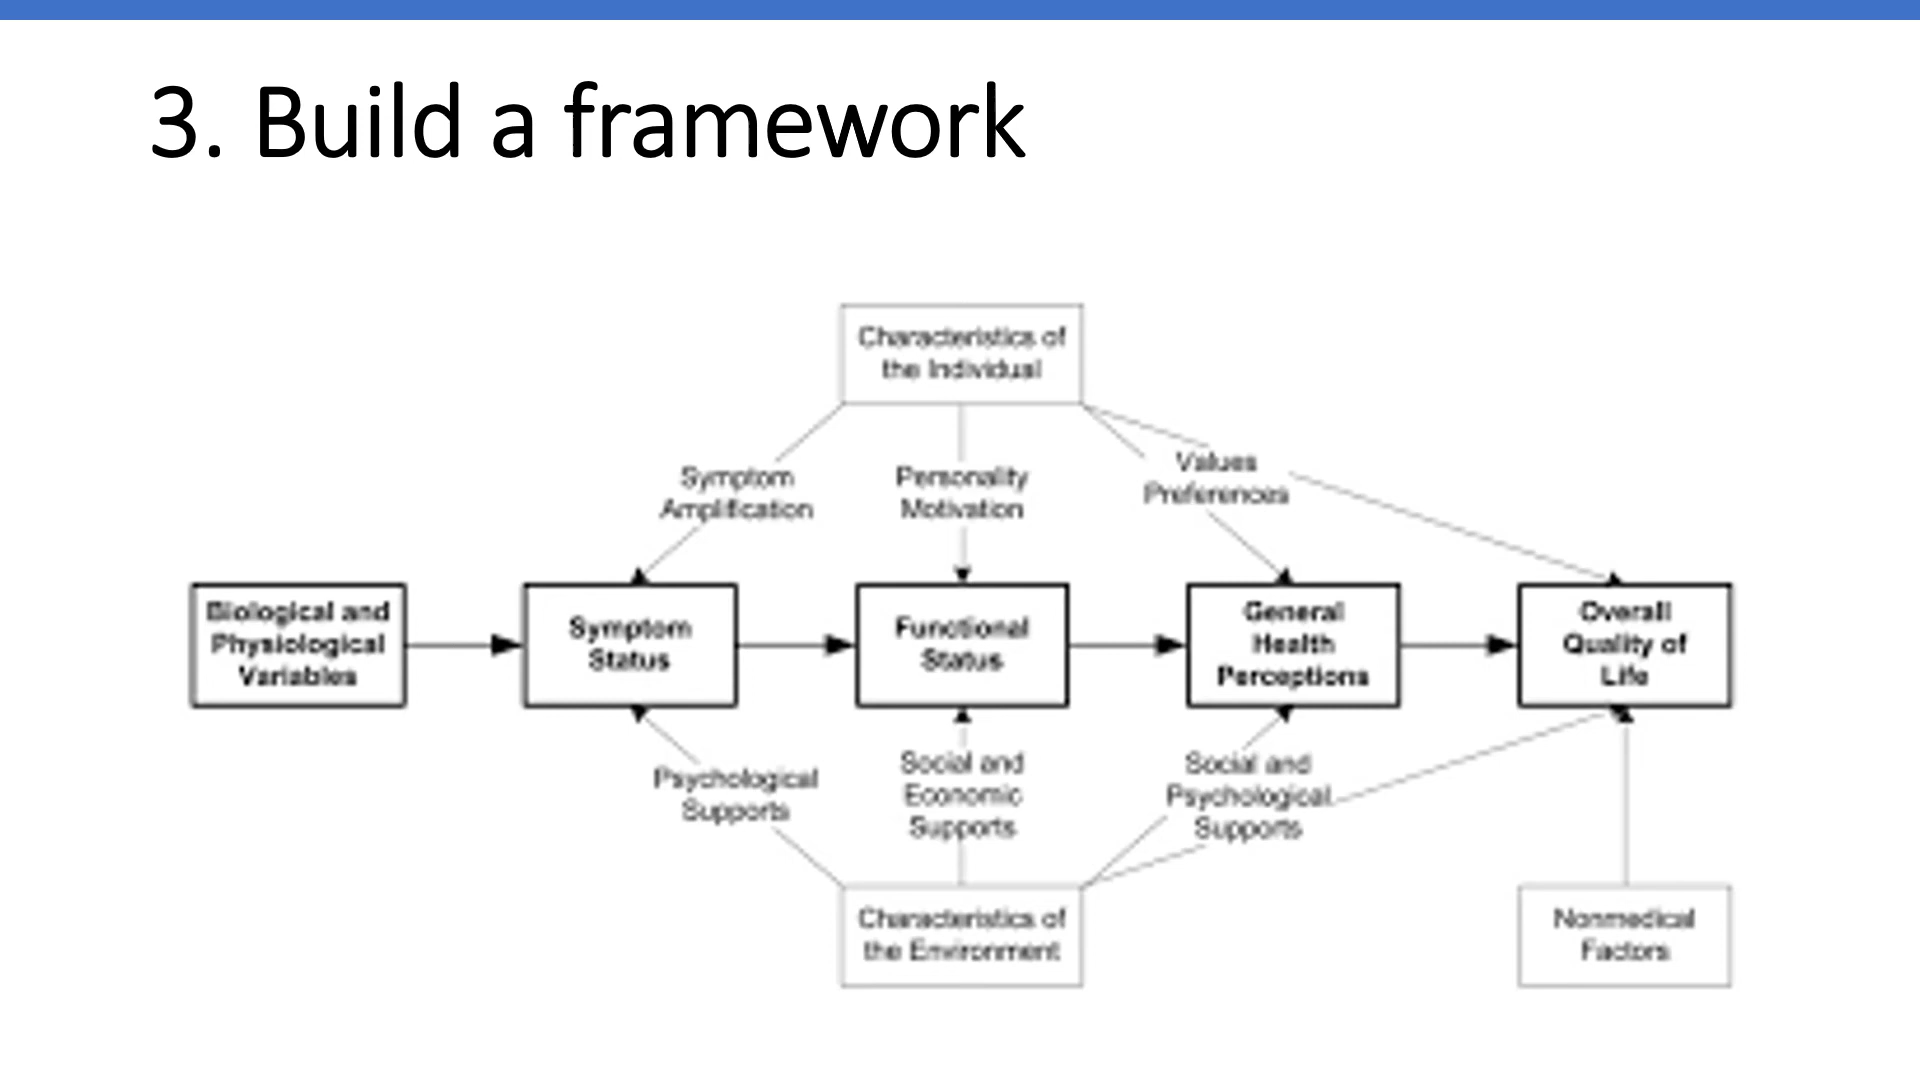 3. Build a framework
Characteristics of
the Individual
Symptom
Amplification
Personality
Motivation
Values
Preferences
Biological and
Physiological
Variables
Symptom
Status
Functional
Status
General
Health
Perceptions
Overall
Quality of
Life
Psychological
Supports
Social and
Economic
Supports
Social and
Psychological
Supports
Characteristics of
the Environment
Nonmedical
Factors